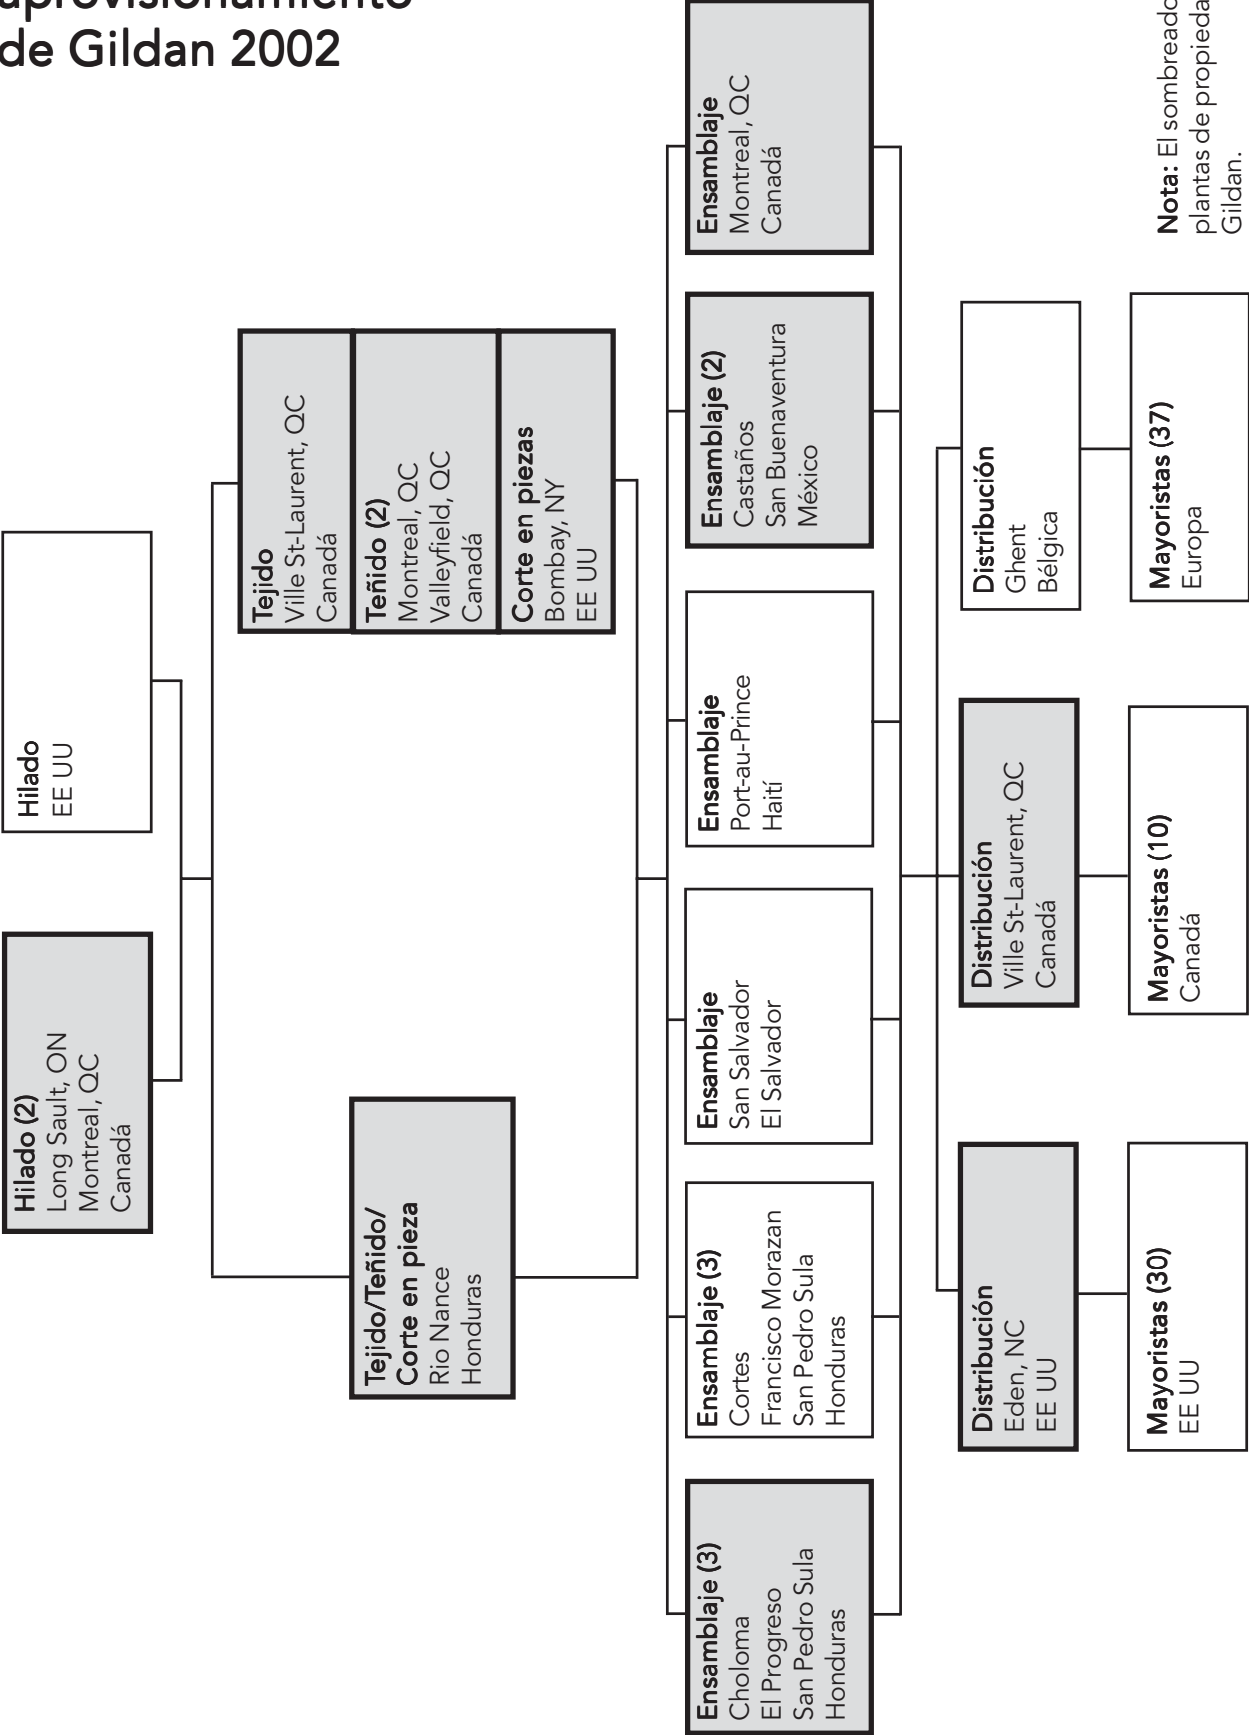 aprovisionamiento
de Gildan 2002
Hilado (2)
Long Sault, ON
Montreal, QC
Canadá
Hilado
EE UU
Tejido/Teñido/
Corte en pieza
Rio Nance
Honduras
Tejido
Ville St-Laurent, QC
Canadá
Teñido (2)
Montreal, QC
Valleyfield, QC
Canadá
Corte en piezas
Bombay, NY
EE UU
Ensamblaje (3)
Choloma
El Progreso
San Pedro Sula
Honduras
Ensamblaje (3)
Cortes
Francisco Morazan
San Pedro Sula
Honduras
Ensamblaje
San Salvador
El Salvador
Ensamblaje
Port-au-Prince
Haití
Ensamblaje (2)
Castaños
San Buenaventura
México
Ensamblaje
Montreal, QC
Canadá
Distribución
Eden, NC
EE UU
Distribución
Ville St-Laurent, QC
Canadá
Distribución
Ghent
Bélgica
Mayoristas (30)
EE UU
Mayoristas (10)
Canadá
Mayoristas (37)
Europa
Nota: El sombreado
plantas de propieda
Gildan.